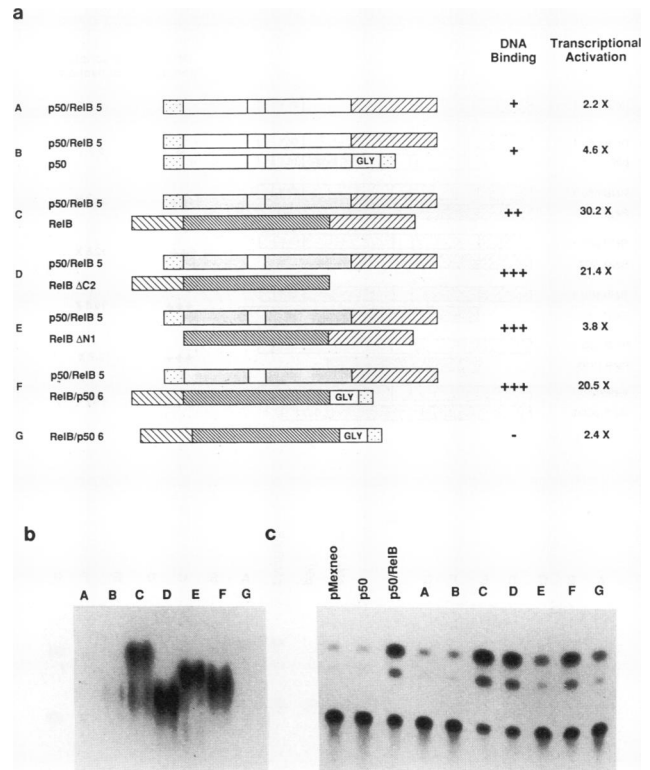 a
DNA Binding Transcriptional Activation
A p50/RelB 5 + 2.2 X
p50/RelB 5
B + 4.6 X
p50 GLY
p50/RelB 5
C ++ 30.2 X
RelB
p50/RelB 5
D +++ 21.4 X
RelB ΔC2
p50/RelB 5
E +++ 3.8 X
RelB ΔN1
p50/RelB 5
F +++ 20.5 X
RelB/p50 6 GLY
G RelB/p50 6 GLY - 2.4 X
b
A B C D E F G
c
pMexneo p50 p50/RelB A B C D E F G